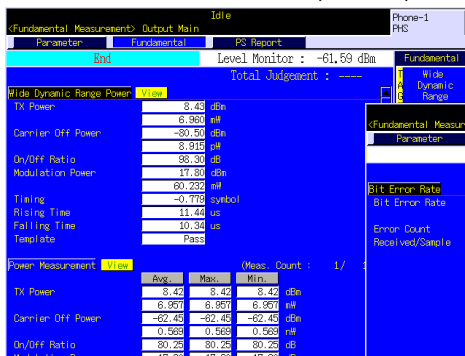 Idle
<Fundamental Measurement> Output Main
Phone-1
PHS
Parameter Fundamental PS Report
End Level Monitor : -61,59 dBm Fundamental
Total Judgement : ----
T Wide
A Dynamic
G Range
Wide Dynamic Range Power View
TX Power 8.43 dBm
6.960 mW
Carrier Off Power -80.50 dBm
8.915 pW
On/Off Ratio 98.30 dB
Modulation Power 17.80 dBm
60.232 mW
Timing -0.779 symbol
Rising Time 11.44 us
Falling Time 10.34 us
Template Pass
Power Measurement View (Meas. Count : 1/ 1
Avg. Max. Min.
TX Power 8.42 8.42 8.42 dBm
6.957 6.957 6.957 mW
Carrier Off Power -62.45 -62.45 -62.45 dBm
0.569 0.569 0.569 nW
On/Off Ratio 80.25 80.25 80.25 dB
<Fundamental Measur
Parameter
Bit Error Rate
Bit Error Rate
Error Count
Received/Sample